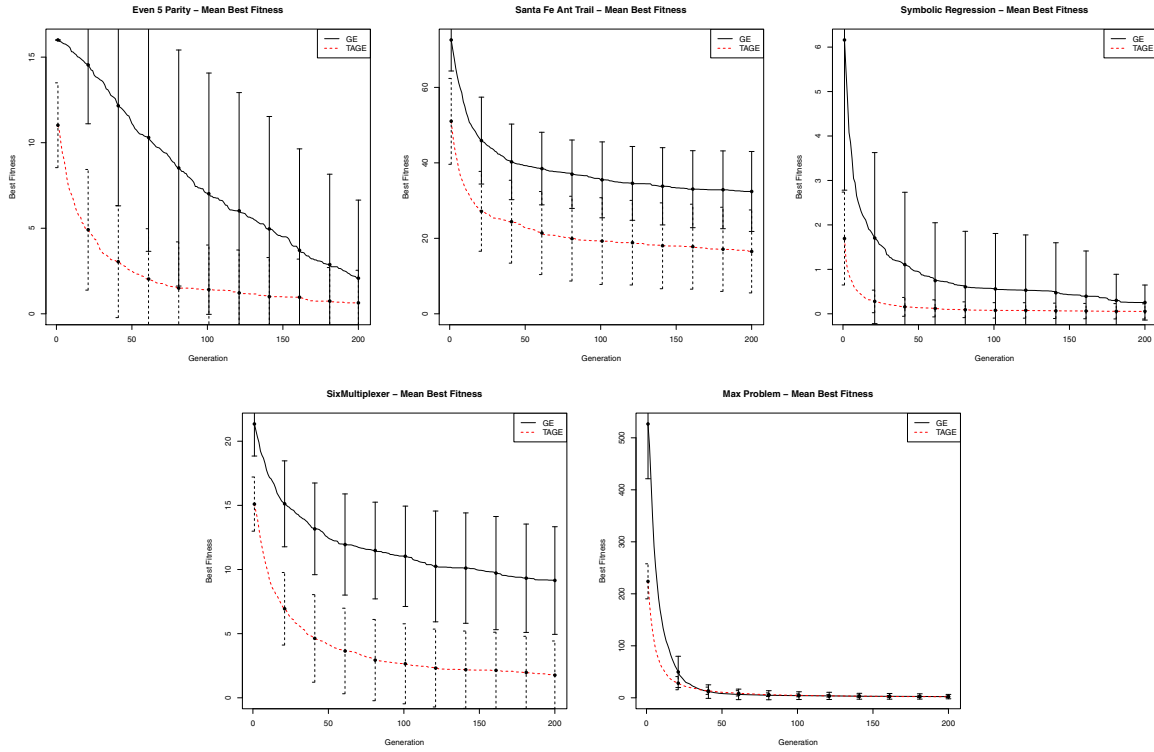 Even 5 Parity − Mean Best Fitness
GE
TAGE
15
10
5
0
Best Fitness
0 50 100 150 200
Generation
Santa Fe Ant Trail − Mean Best Fitness
GE
TAGE
60
40
20
0
Best Fitness
0 50 100 150 200
Generation
Symbolic Regression − Mean Best Fitness
GE
TAGE
6
5
4
3
2
1
0
Best Fitness
0 50 100 150 200
Generation
SixMultiplexer − Mean Best Fitness
GE
TAGE
20
15
10
5
0
Best Fitness
0 50 100 150 200
Generation
Max Problem − Mean Best Fitness
GE
TAGE
500
400
300
200
100
0
Best Fitness
0 50 100 150 200
Generation